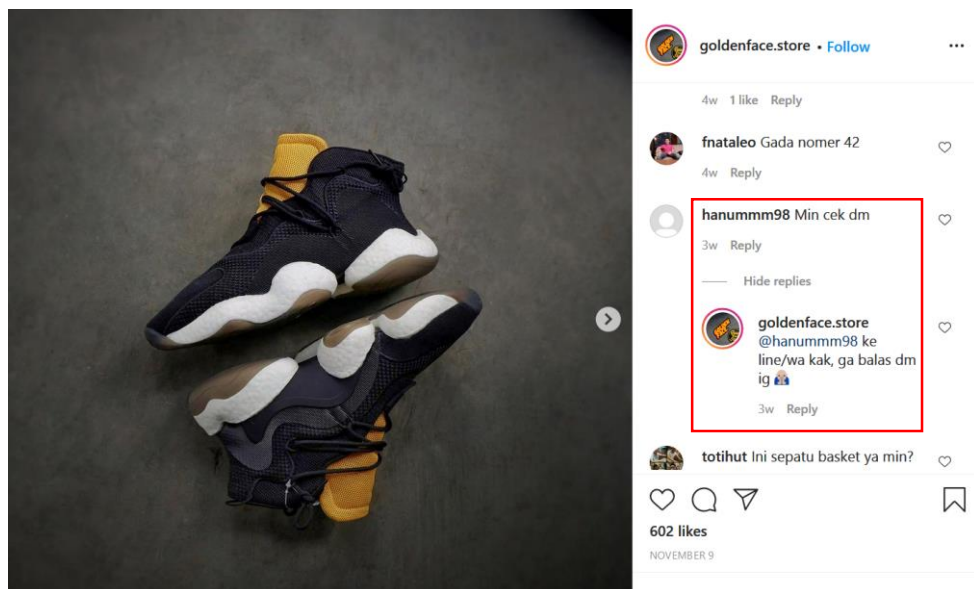 goldenface.store • Follow
4w 1 like Reply
fnataleo Gada nomer 42
4w Reply
hanummm98 Min cek dm
3w Reply
Hide replies
goldenface.store
@hanummm98 ke
line/wa kak, ga balas dm
ig 🙏
3w Reply
totihut Ini sepatu basket ya min?
602 likes
NOVEMBER 9